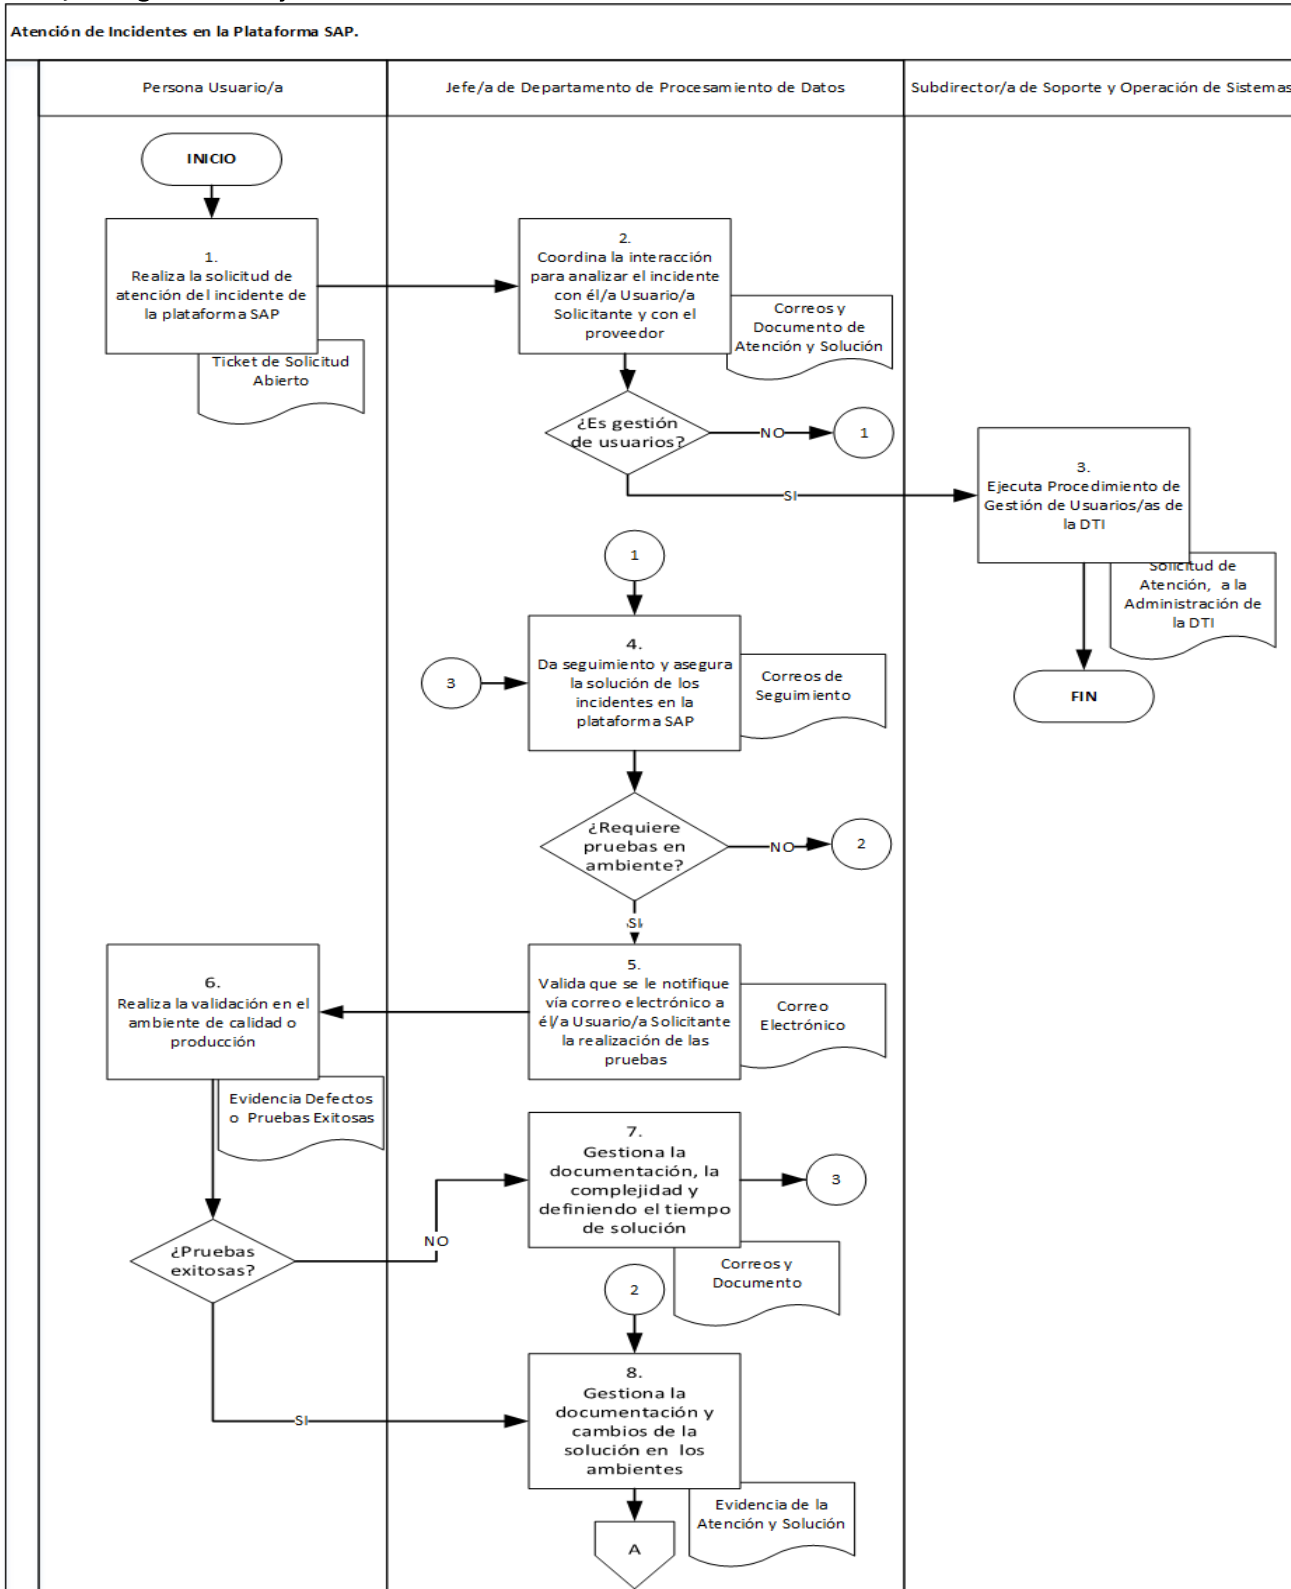 Atención de Incidentes en la Plataforma SAP.
Persona Usuario/a
Jefe/a de Departamento de Procesamiento de Datos
Subdirector/a de Soporte y Operación de Sistemas
INICIO
1.
Realiza la solicitud de
atención del incidente de
la plataforma SAP
Ticket de Solicitud
Abierto
2.
Coordina la interacción
para analizar el incidente
con él/a Usuario/a
Solicitante y con el
proveedor
Correos y
Documento de
Atención y Solución
¿Es gestión
de usuarios?
NO
1
SI
3.
Ejecuta Procedimiento de
Gestión de Usuarios/as de
la DTI
Solicitud de
Atención, a la
Administración de
la DTI
FIN
1
4.
Da seguimiento y asegura
la solución de los
incidentes en la
plataforma SAP
3
Correos de
Seguimiento
¿Requiere
pruebas en
ambiente?
NO
2
SI
5.
Valida que se le notifique
vía correo electrónico a
él/a Usuario/a Solicitante
la realización de las
pruebas
Correo
Electrónico
6.
Realiza la validación en el
ambiente de calidad o
producción
Evidencia Defectos
o Pruebas Exitosas
¿Pruebas
exitosas?
NO
7.
Gestiona la
documentación, la
complejidad y
definiendo el tiempo
de solución
3
Correos y
Documento
2
SI
8.
Gestiona la
documentación y
cambios de la
solución en los
ambientes
Evidencia de la
Atención y Solución
A